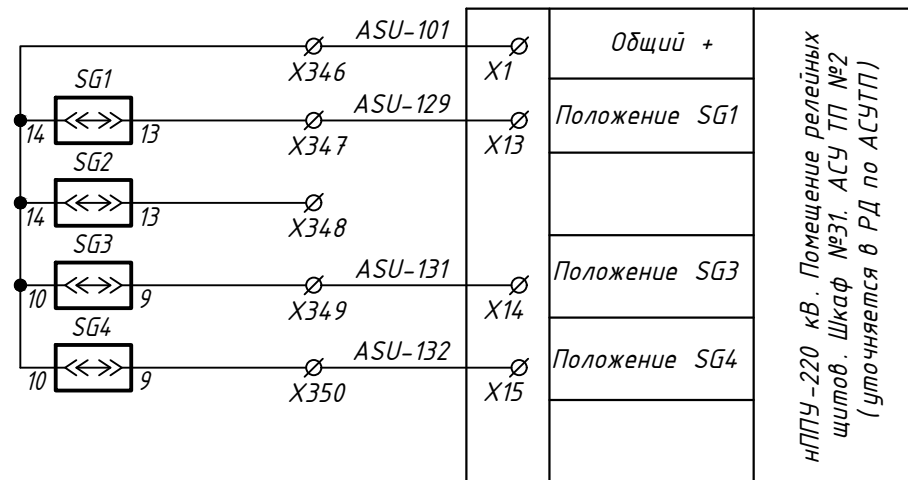 ASU-101
X346
X1
Общий +
SG1
14
13
ASU-129
X347
X13
Положение SG1
SG2
14
13
X348
SG3
10
9
ASU-131
X349
X14
Положение SG3
SG4
10
9
ASU-132
X350
X15
Положение SG4
нППУ-220 кВ. Помещение релейных
щитов. Шкаф №31. АСУ ТП №2
(уточняется в РД по АСУТП)